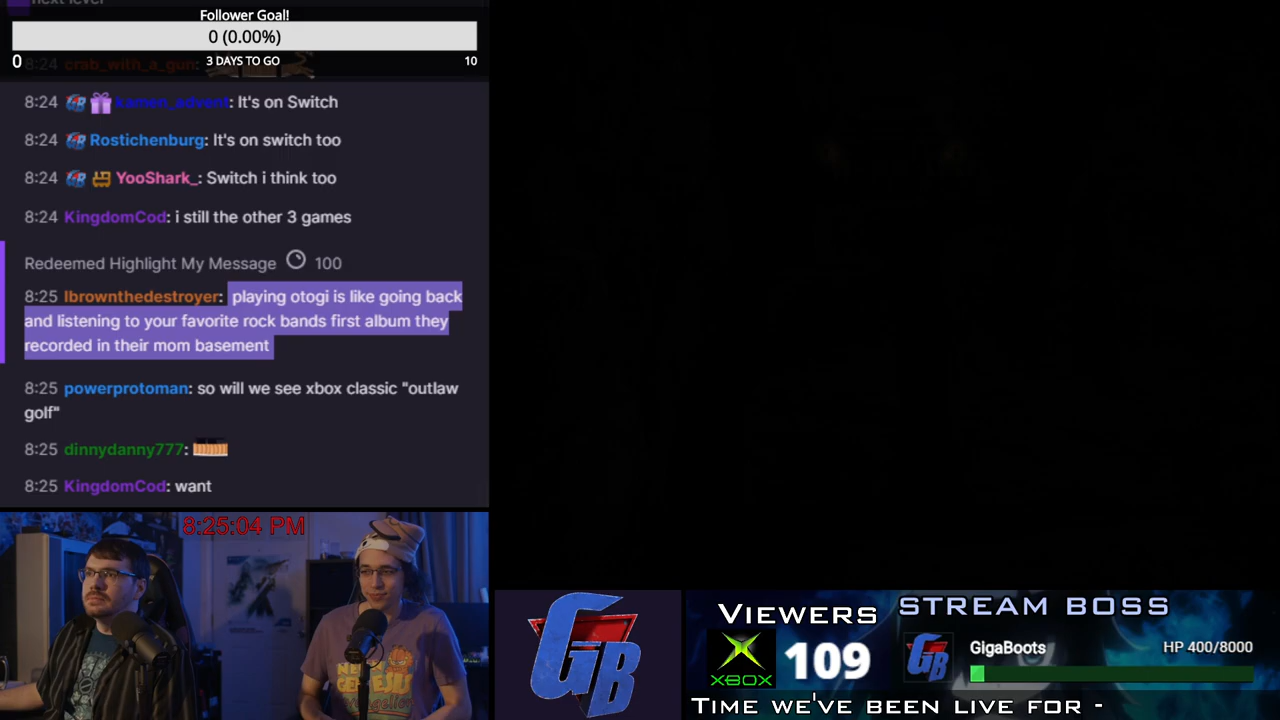 next level
Follower Goal!
0 (0.00%)
0 3 DAYS TO GO 10
8:24 crab_with_a_gun:
8:24 kamen_advent: It's on Switch
8:24 Rostichenburg: It's on switch too
8:24 YooShark_: Switch i think too
8:24 KingdomCod: i still the other 3 games
Redeemed Highlight My Message 100
8:25 lbrownthedestroyer: playing otogi is like going back
and listening to your favorite rock bands first album they
recorded in their mom basement
8:25 powerprotoman: so will we see xbox classic "outlaw
golf"
8:25 dinnydanny777:
8:25 KingdomCod: want
8:25:04 PM
GB
VIEWERS
XBOX
109
STREAM BOSS
GB
GigaBoots HP 400/8000
TIME WE'VE BEEN LIVE FOR -